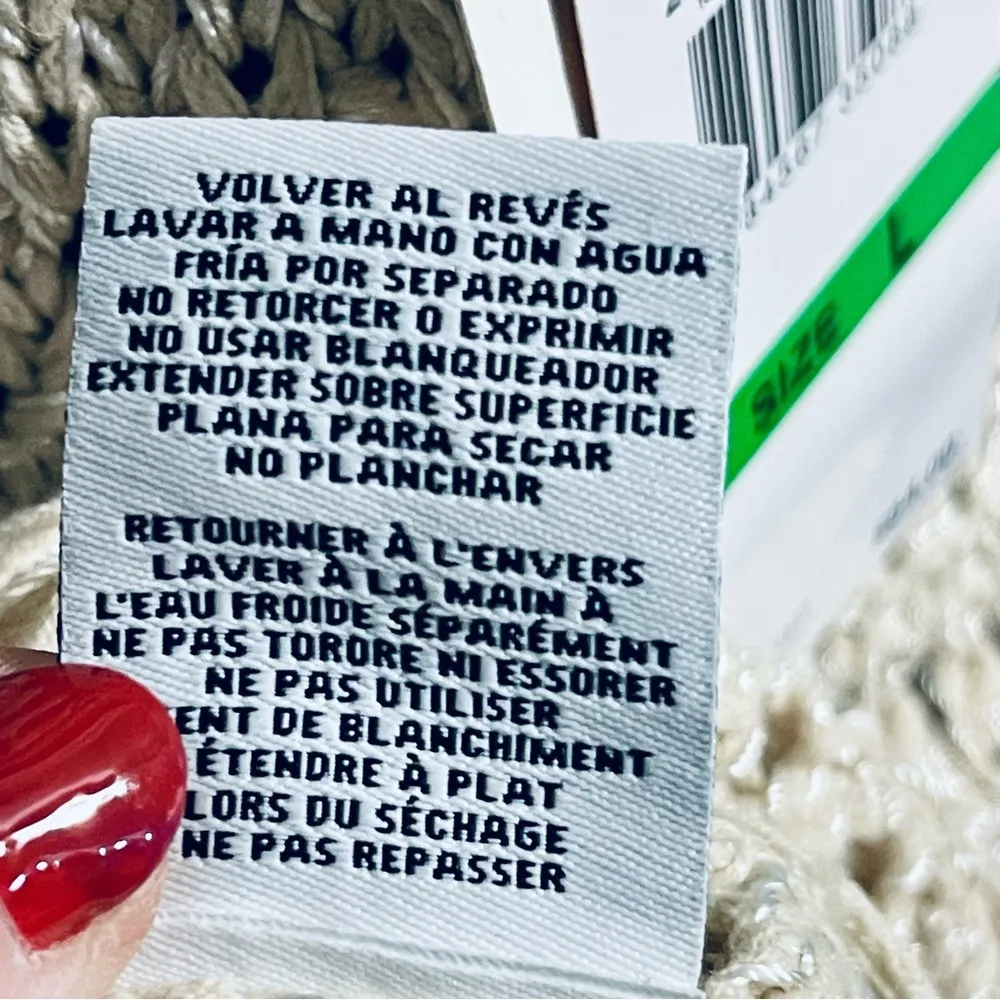 VOLVER AL REVÉS
LAVAR A MANO CON AGUA
FRÍA POR SEPARADO
NO RETORCER O EXPRIMIR
NO USAR BLANQUEADOR
EXTENDER SOBRE SUPERFICIE
PLANA PARA SECAR
NO PLANCHAR
RETOURNER À L'ENVERS
LAVER À LA MAIN À
L'EAU FROIDE SÉPARÉMENT
NE PAS TORDRE NI ESSORER
NE PAS UTILISER
ENT DE BLANCHIMENT
ÉTENDRE À PLAT
LORS DU SÉCHAGE
NE PAS REPASSER
SIZE L